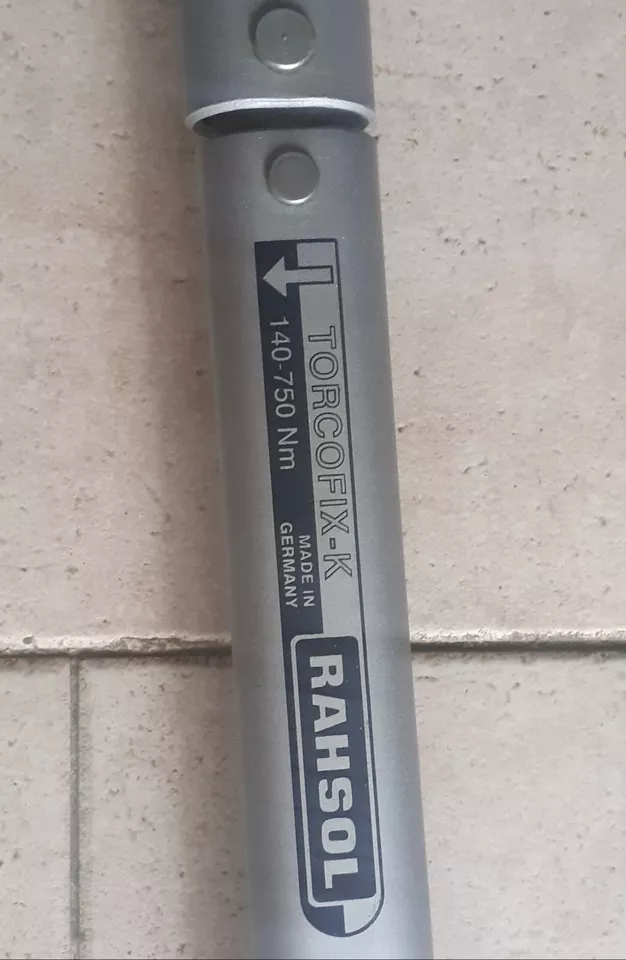 TORCOFIX-K
140-750 Nm
MADE IN
GERMANY
RAHSOL